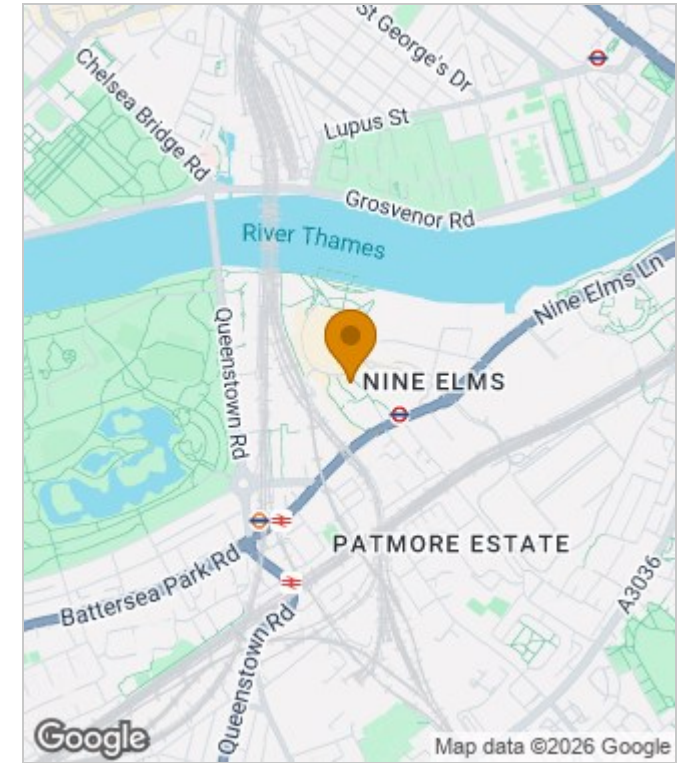 St George's Dr
Chelsea Bridge Rd
Lupus St
Grosvenor Rd
River Thames
Nine Elms Ln
Queenstown Rd
NINE ELMS
PATMORE ESTATE
Battersea Park Rd
A3036
Queenstown Rd
Google
Map data ©2026 Google